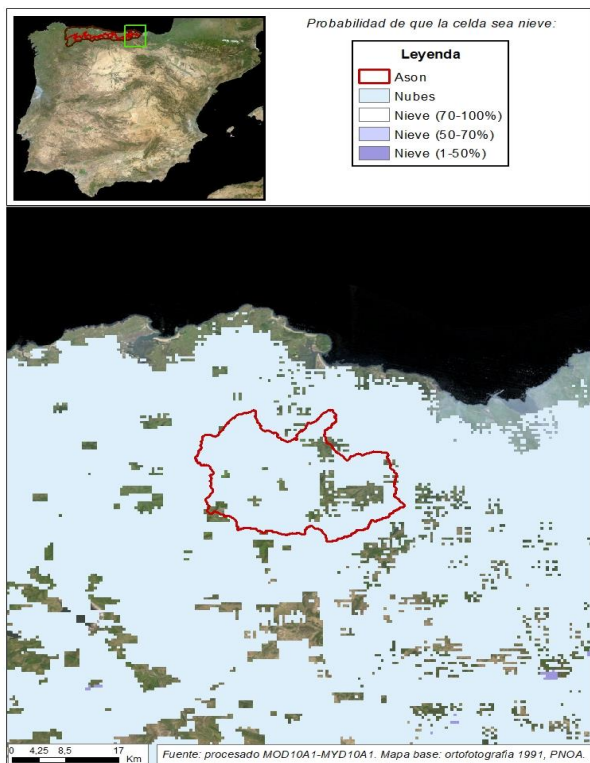 Probabilidad de que la celda sea nieve:
Leyenda
Ason
Nubes
Nieve (70-100%)
Nieve (50-70%)
Nieve (1-50%)
0 4,25 8,5 17
Km
Fuente: procesado MOD10A1-MYD10A1. Mapa base: ortofotografía 1991, PNOA.